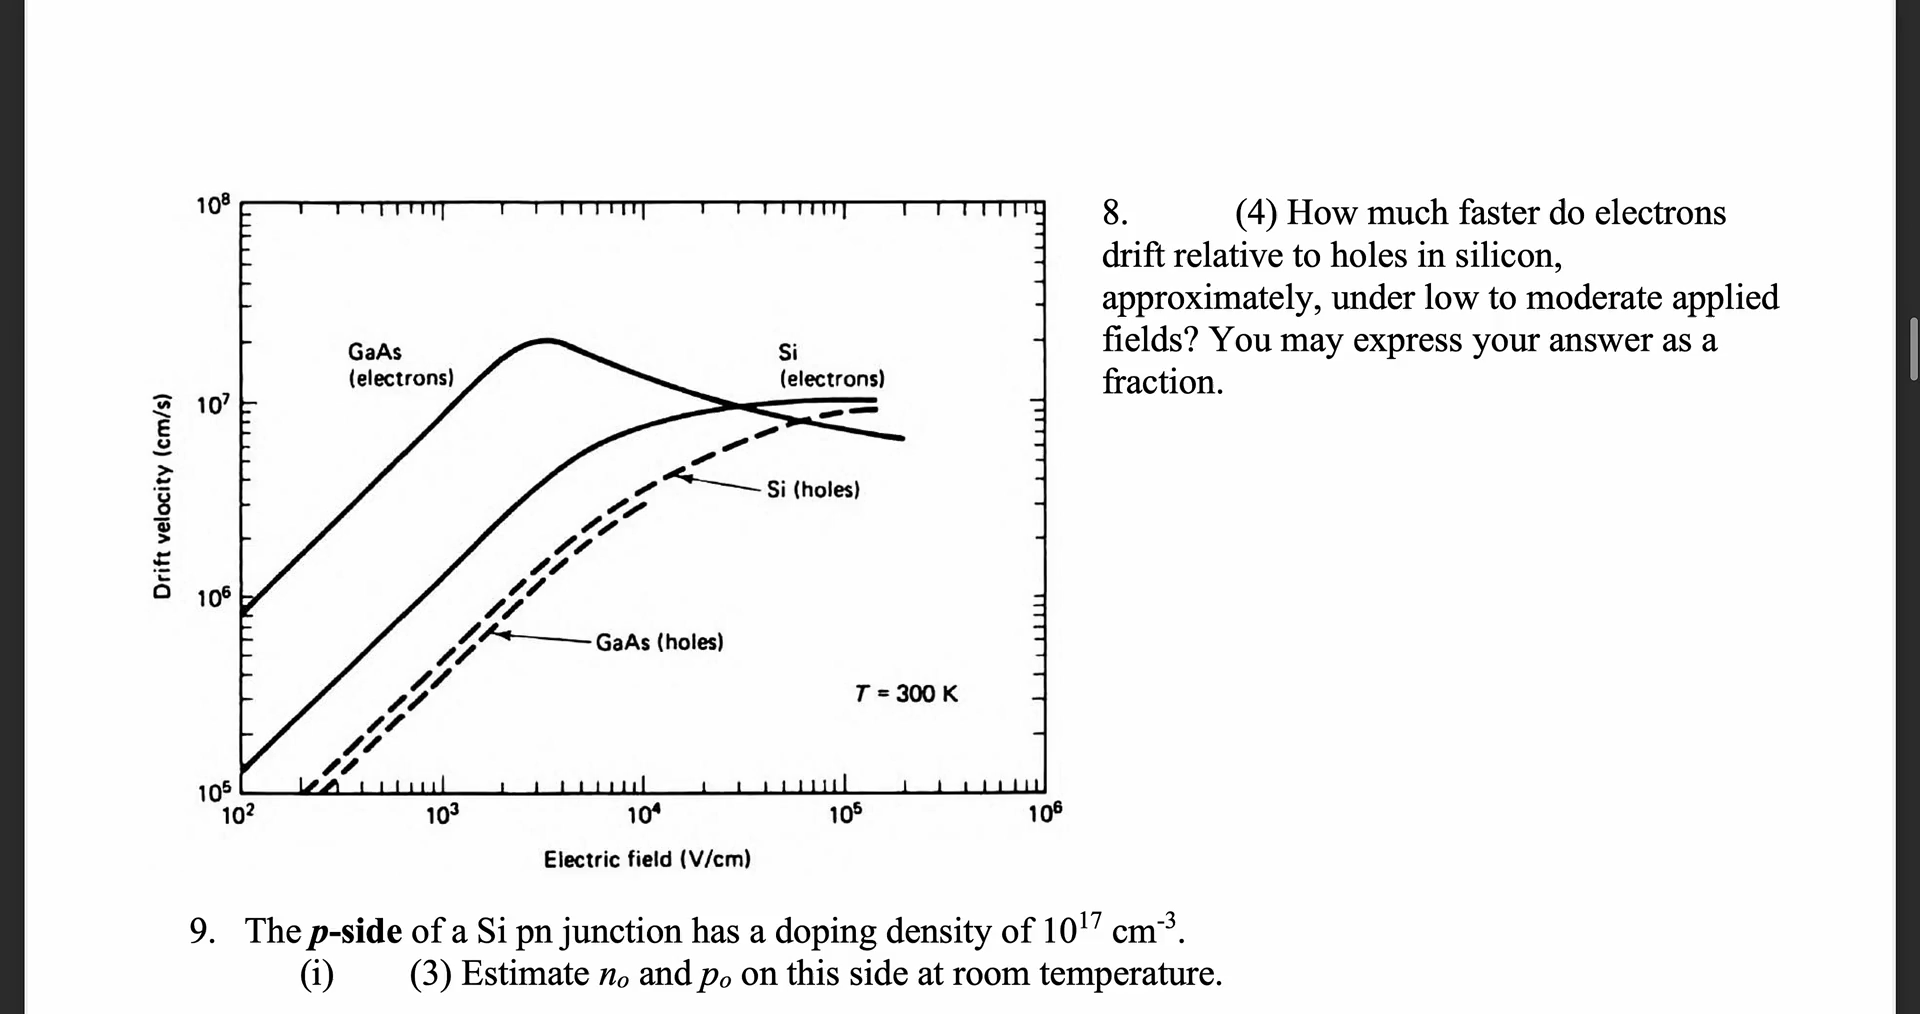 10⁸
GaAs
(electrons)
Si
(electrons)
10⁷
Drift velocity (cm/s)
Si (holes)
10⁶
GaAs (holes)
T = 300 K
10⁵
10² 10³ 10⁴ 10⁵ 10⁶
Electric field (V/cm)
8. (4) How much faster do electrons
drift relative to holes in silicon,
approximately, under low to moderate applied
fields? You may express your answer as a
fraction.
9. The p-side of a Si pn junction has a doping density of 10¹⁷ cm⁻³.
(i) (3) Estimate nₒ and pₒ on this side at room temperature.